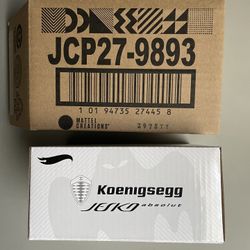 JCP27-9893
1 01 94735 27445 8
MATTEL
CREATIONS
Koenigsegg
JESKO absolut